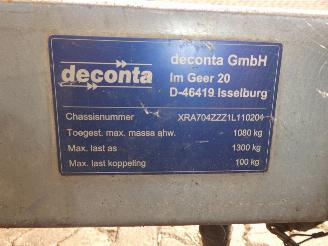 deconta
deconta GmbH
Im Geer 20
D-46419 Isselburg
Chassisnummer XRA704ZZZ1L110204
Toegest. max. massa ahw. 1080 kg
Max. last as 1300 kg
Max. last koppeling 100 kg